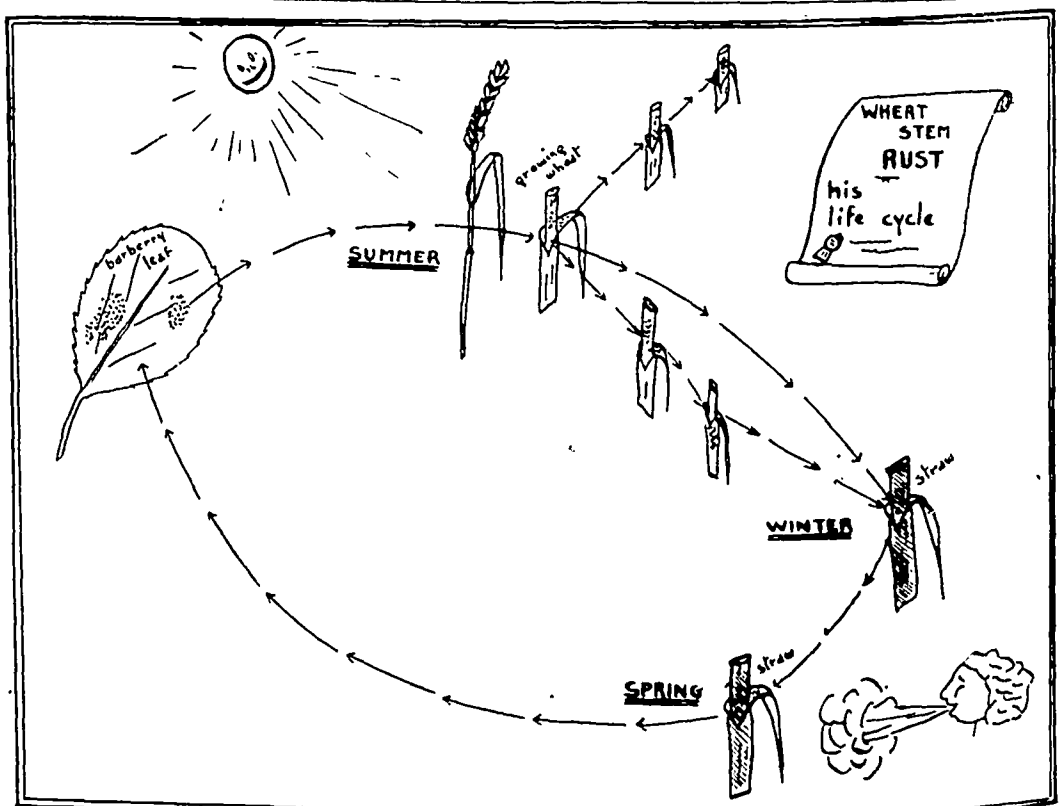 WHEAT
STEM
RUST
his
life cycle
growing
wheat
barberry
leaf
SUMMER
straw
WINTER
straw
SPRING